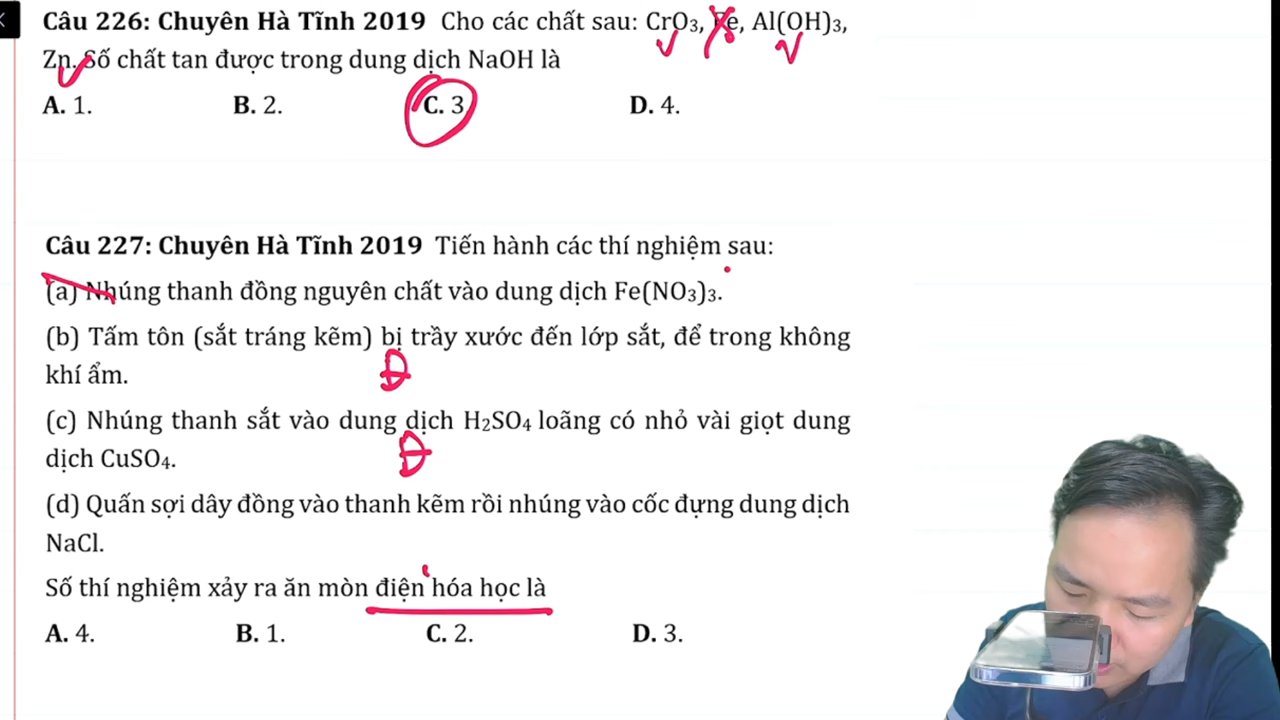 Câu 226: Chuyên Hà Tĩnh 2019 Cho các chất sau: CrO₃, Fe, Al(OH)₃,
Zn. Số chất tan được trong dung dịch NaOH là
A. 1. B. 2. C. 3. D. 4.
Câu 227: Chuyên Hà Tĩnh 2019 Tiến hành các thí nghiệm sau:
(a) Nhúng thanh đồng nguyên chất vào dung dịch Fe(NO₃)₃.
(b) Tấm tôn (sắt tráng kẽm) bị trầy xước đến lớp sắt, để trong không
khí ẩm.
Đ
(c) Nhúng thanh sắt vào dung dịch H₂SO₄ loãng có nhỏ vài giọt dung
dịch CuSO₄.
Đ
(d) Quấn sợi dây đồng vào thanh kẽm rồi nhúng vào cốc đựng dung dịch
NaCl.
Số thí nghiệm xảy ra ăn mòn điện hóa học là
A. 4. B. 1. C. 2. D. 3.